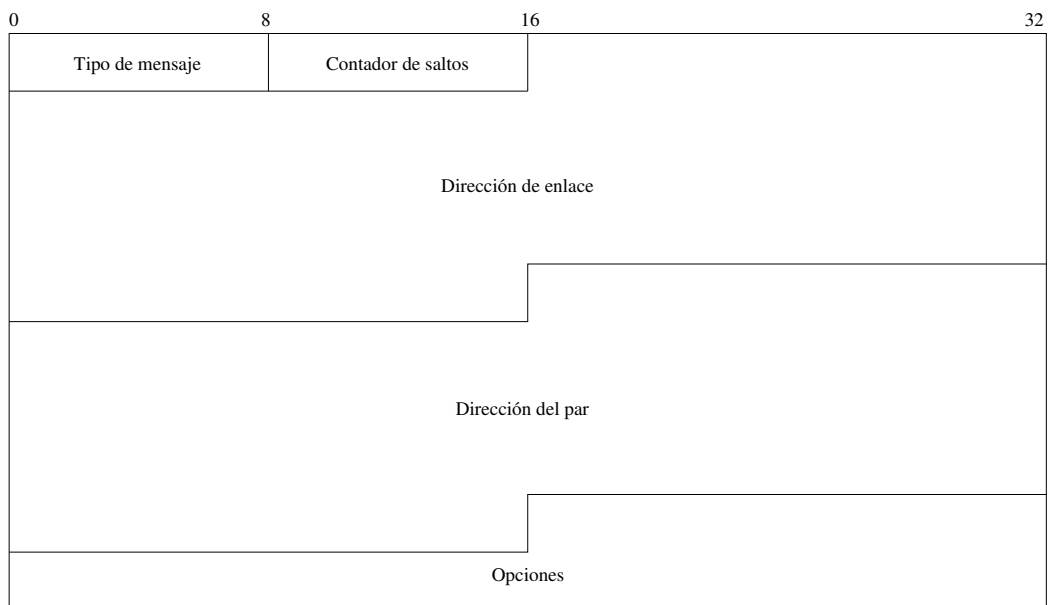 0 8 16 32
Tipo de mensaje Contador de saltos
Dirección de enlace
Dirección del par
Opciones